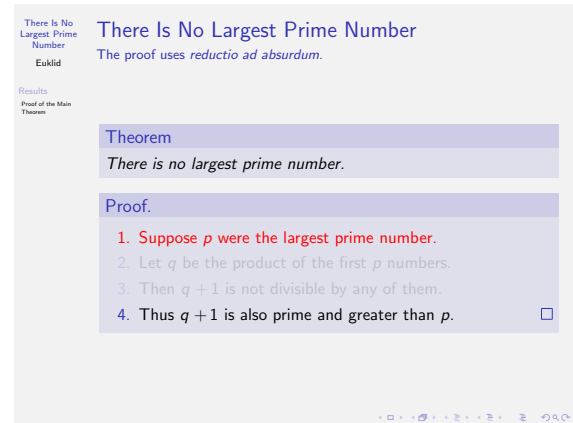 There Is No
Largest Prime
Number
Euklid
Results
Proof of the Main
Theorem
There Is No Largest Prime Number
The proof uses reductio ad absurdum.
Theorem
There is no largest prime number.
Proof.
1. Suppose p were the largest prime number.
2. Let q be the product of the first p numbers.
3. Then q + 1 is not divisible by any of them.
4. Thus q + 1 is also prime and greater than p. □